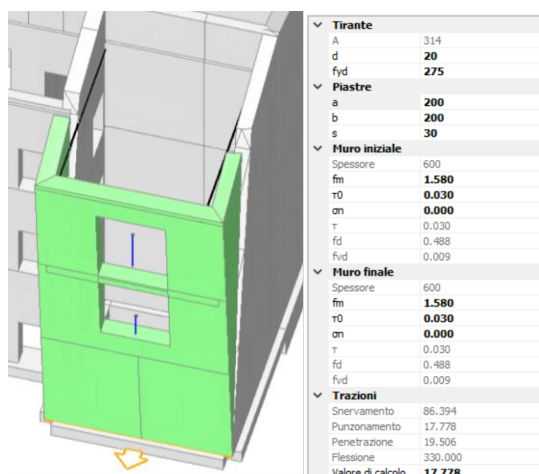 Tirante
A 314
d 20
fyd 275
Piastre
a 200
b 200
s 30
Muro iniziale
Spessore 600
fm 1.580
τ0 0.030
σn 0.000
τ 0.030
fd 0.488
fvd 0.009
Muro finale
Spessore 600
fm 1.580
τ0 0.030
σn 0.000
τ 0.030
fd 0.488
fvd 0.009
Trazioni
Snervamento 86.394
Punzonamento 17.778
Penetrazione 19.506
Flessione 330.000
Valore di calcolo 17.778